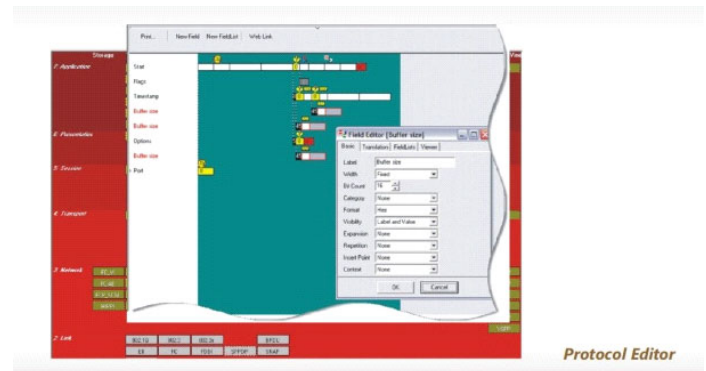 Prec... New Field New FieldList Web Link
Storage
7 Application
Start
Flags
Timestamp
Buffer size
Buffer size
6 Presentation
Options
Buffer size
5 Session
Port
Field Editor [Buffer size]
Basic Translation FieldLists Viewer
Label Buffer size
Width Fixed
Bit Count 16
Category None
Format Hex
Visibility Label and Value
Expansion None
Repetition None
Insert Point None
Context None
OK Cancel
4 Transport
3 Network
2 Link
802.1Q 802.2 802.3x
FDDI SNAP
Protocol Editor